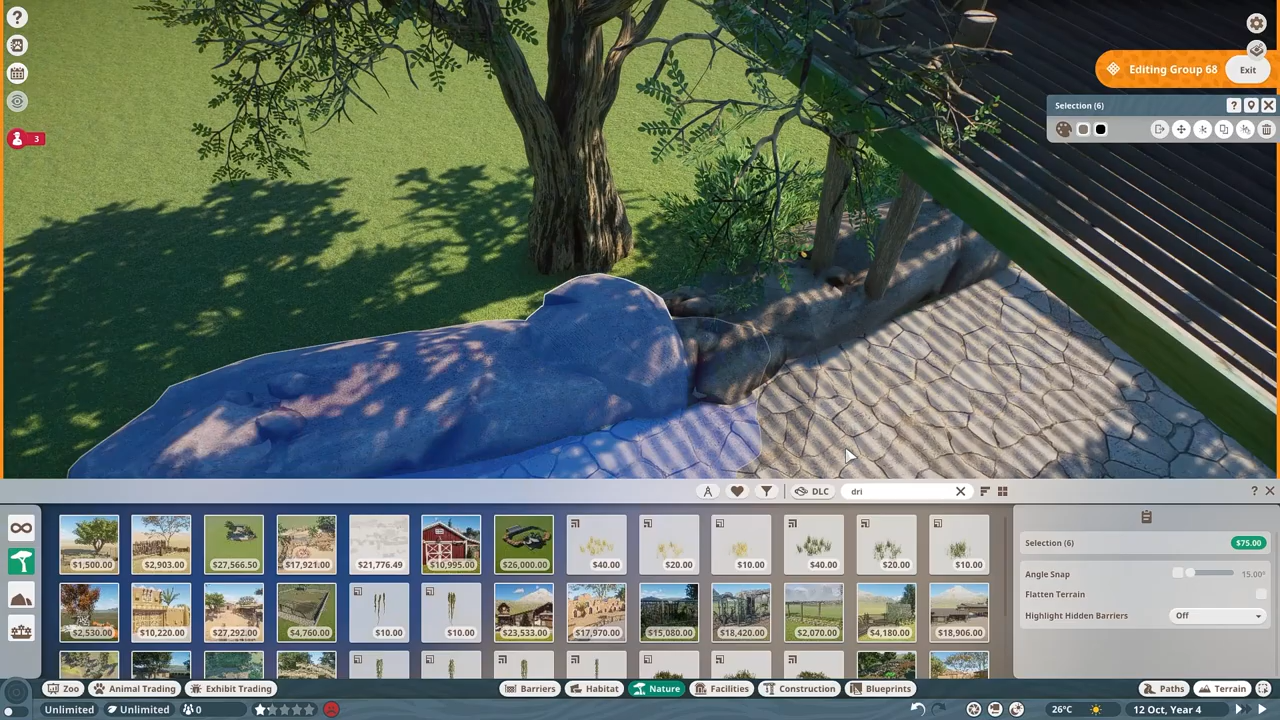 ?
Editing Group 68
Exit
Selection (6)
?
3
DLC
dri
?
$1,500.00
$2,903.00
$27,566.50
$17,921.00
$21,776.49
$10,995.00
$26,000.00
$40.00
$20.00
$10.00
$40.00
$20.00
$10.00
Selection (6)
$75.00
Angle Snap
15.00°
Flatten Terrain
Highlight Hidden Barriers
Off
$2,530.00
$10,220.00
$27,292.00
$4,760.00
$10.00
$10.00
$23,533.00
$17,970.00
$15,080.00
$18,420.00
$2,070.00
$4,180.00
$18,906.00
Zoo
Animal Trading
Exhibit Trading
Barriers
Habitat
Nature
Facilities
Construction
Blueprints
Paths
Terrain
Unlimited
Unlimited
0
26°C
12 Oct, Year 4